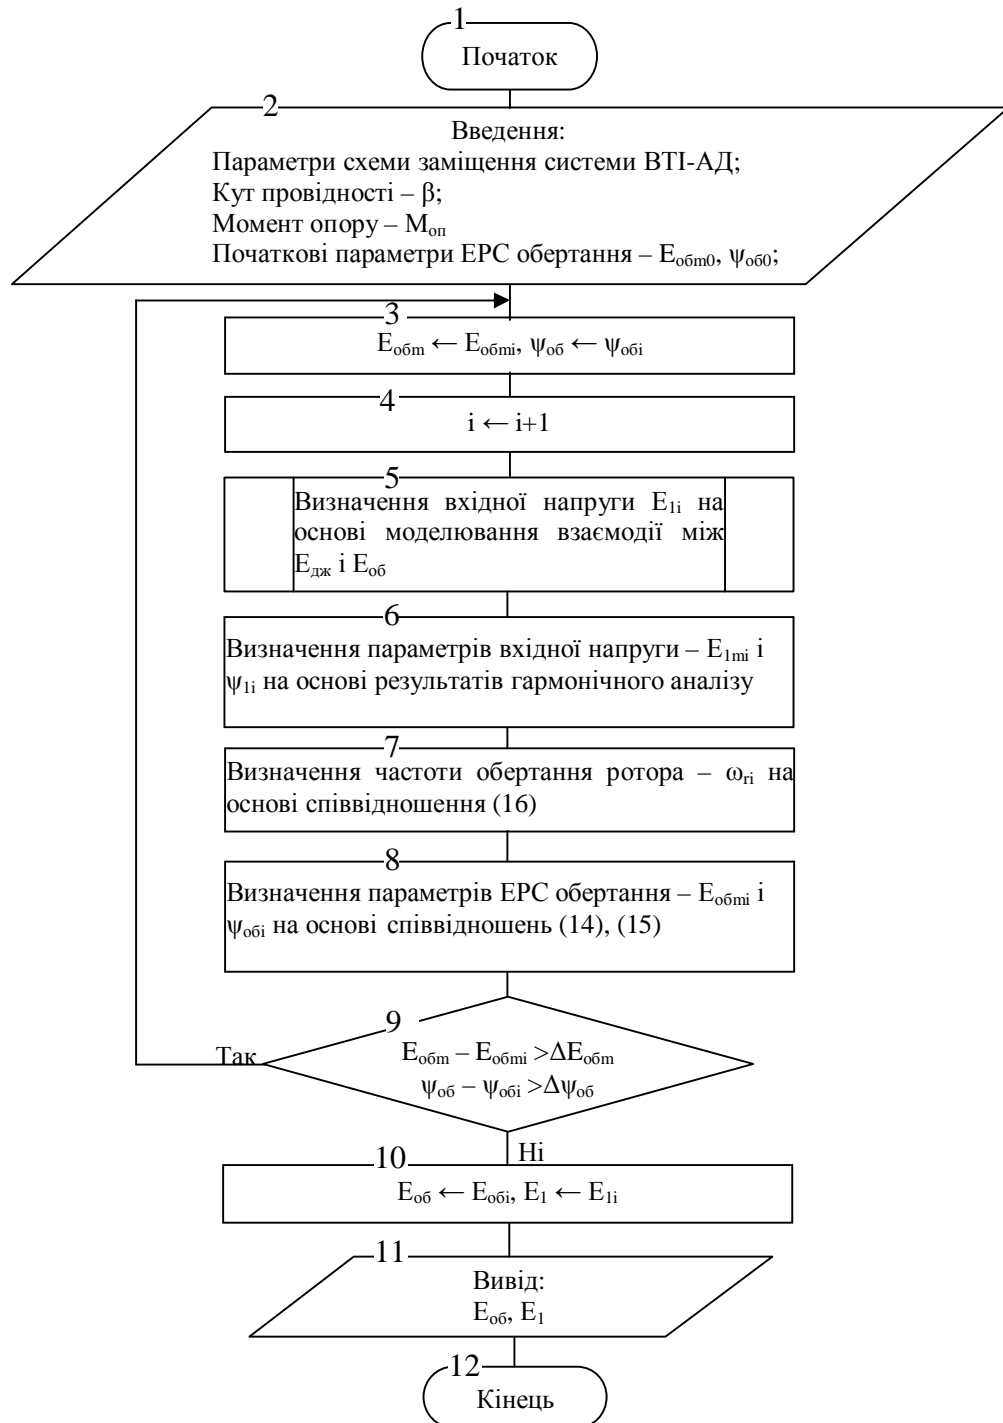 1
Початок
2
Введення:
Параметри схеми заміщення системи ВТІ-АД;
Кут провідності – β;
Момент опору – Mоп
Початкові параметри ЕРС обертання – Eобm0, ψоб0;
3
Eобm ← Eобmi, ψоб ← ψобi
4
i ← i+1
5
Визначення вхідної напруги E1i на
основі моделювання взаємодії між
Eдж і Eоб
6
Визначення параметрів вхідної напруги – E1mi і
ψ1i на основі результатів гармонічного аналізу
7
Визначення частоти обертання ротора – ωri на
основі співвідношення (16)
8
Визначення параметрів ЕРС обертання – Eобmi і
ψобi на основі співвідношень (14), (15)
9
Так
Eобm – Eобmi >ΔEобm
ψоб – ψобi >Δψоб
Ні
10
Eоб ← Eобi, E1 ← E1i
11
Вивід:
Eоб, E1
12
Кінець